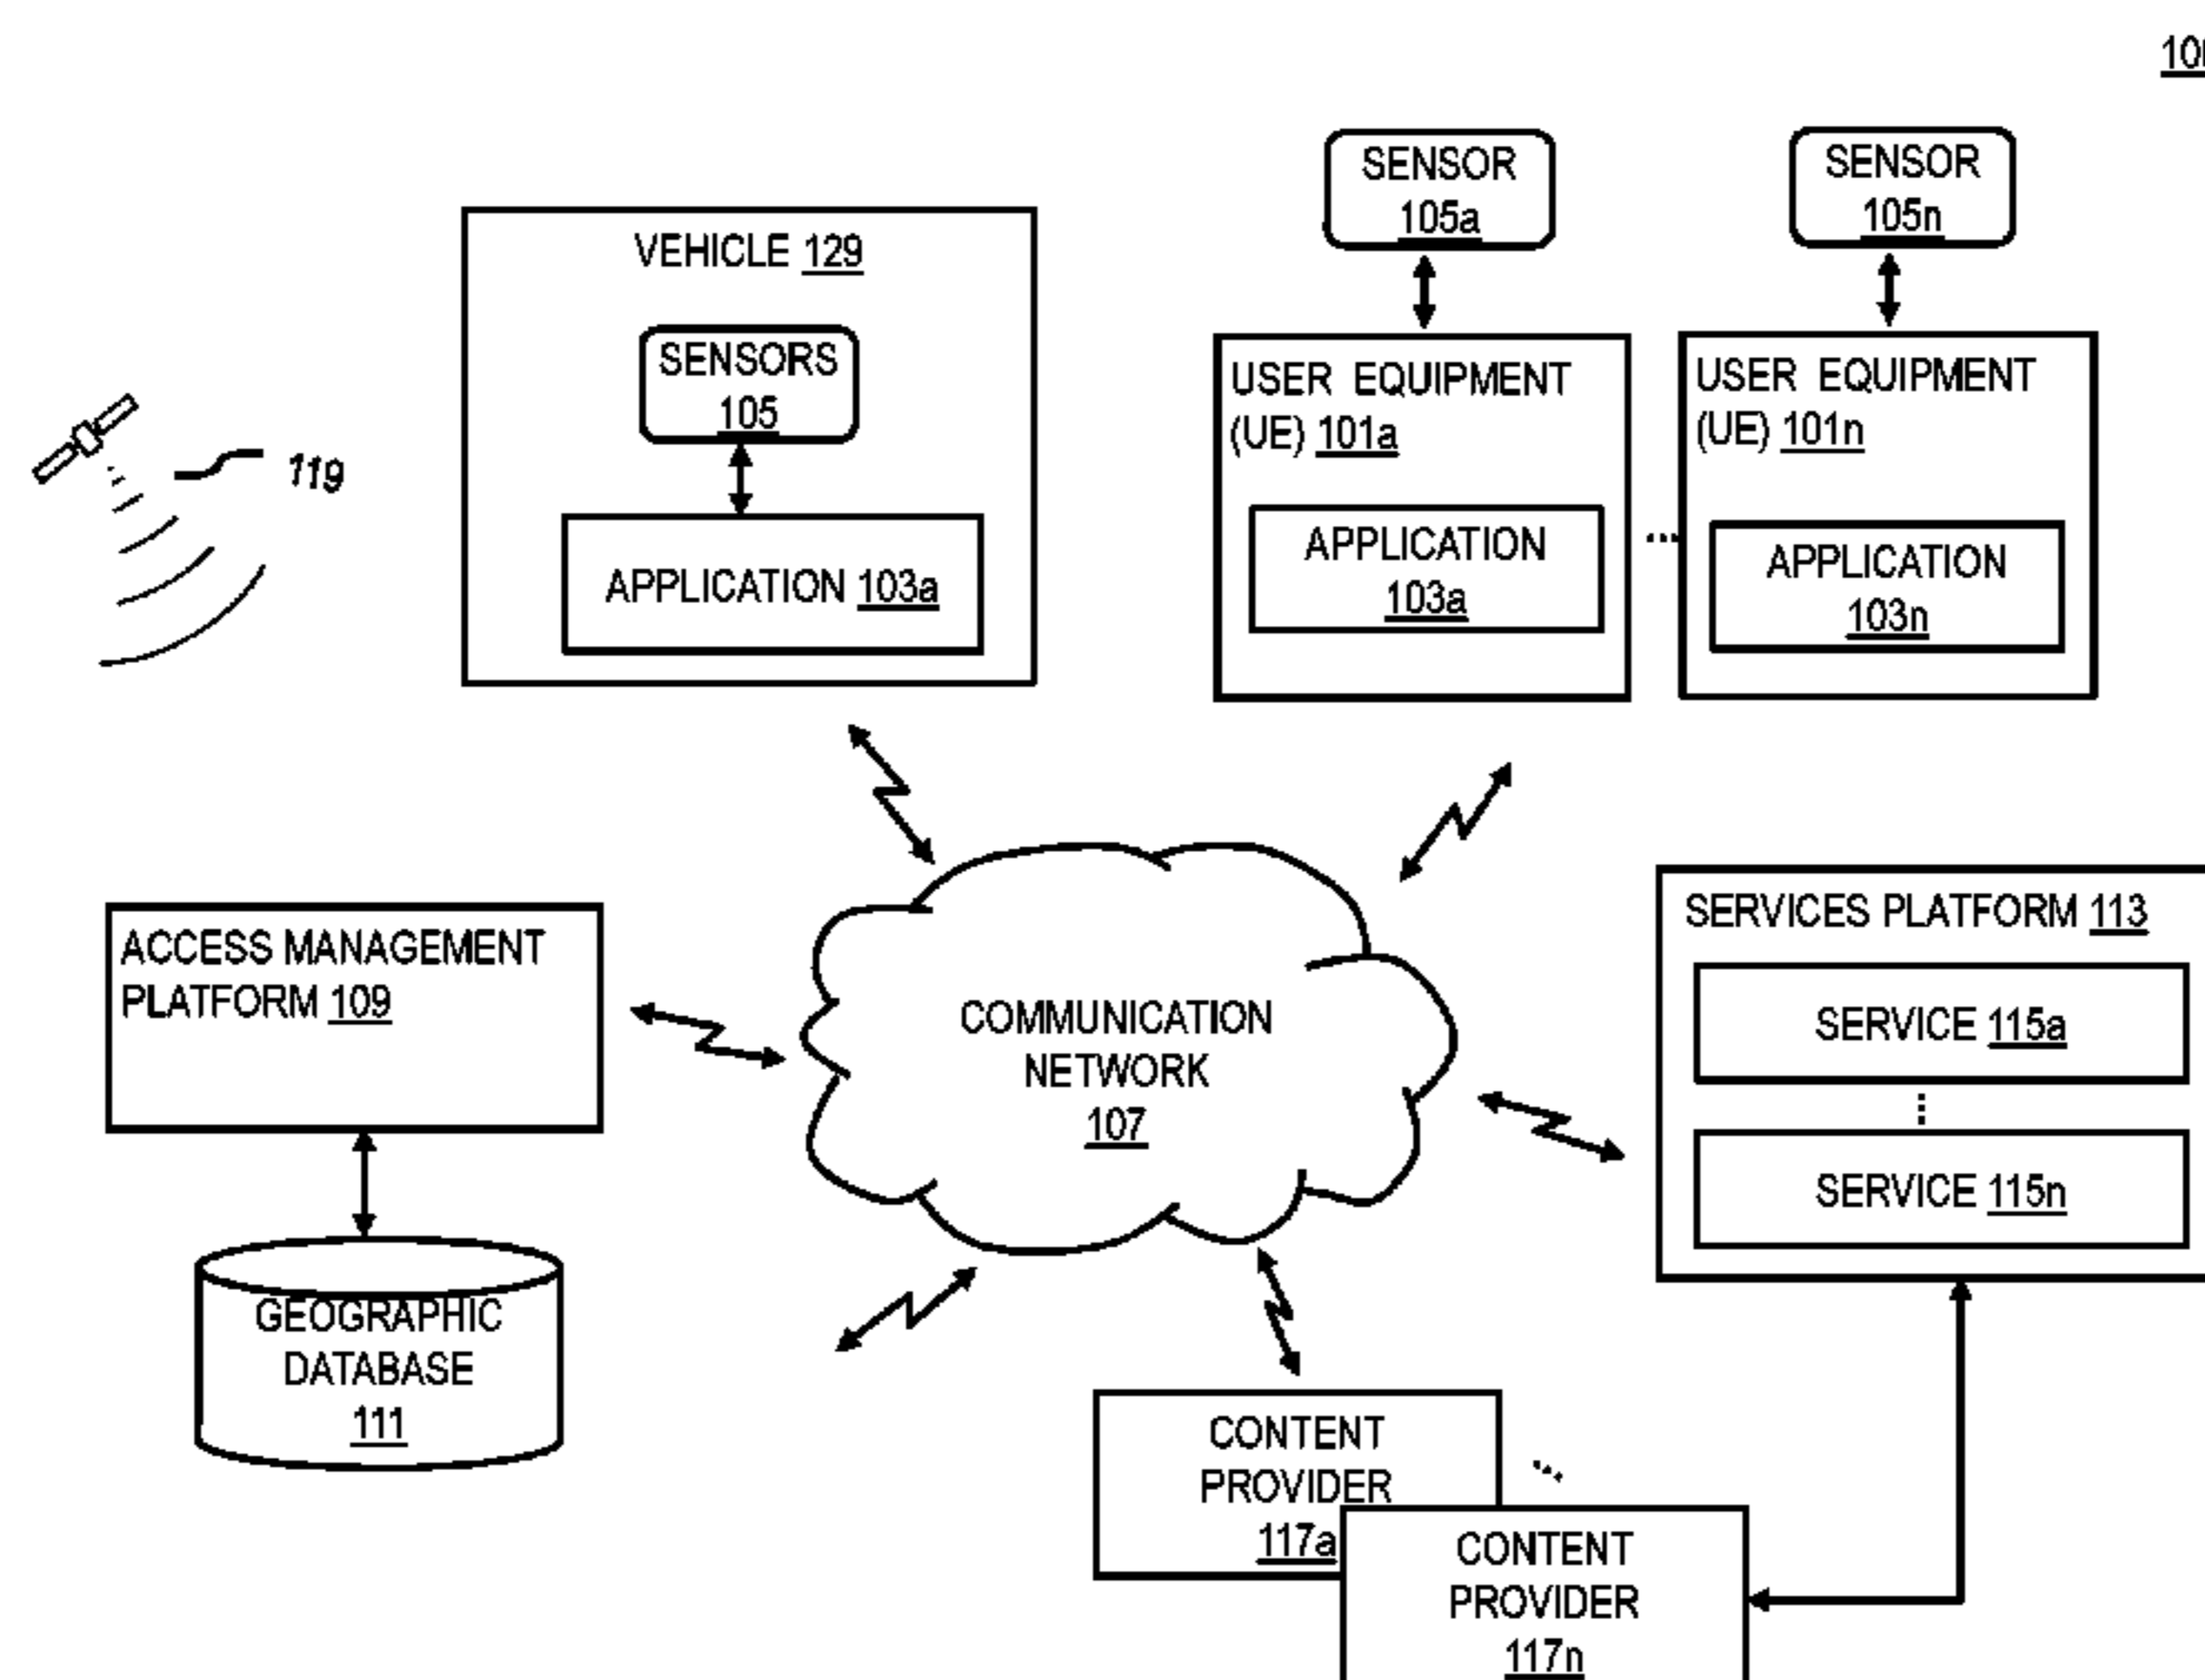 VEHICLE 129
SENSORS
105
APPLICATION 103a
119
SENSOR
105a
USER EQUIPMENT
(UE) 101a
APPLICATION
103a
...
SENSOR
105n
USER EQUIPMENT
(UE) 101n
APPLICATION
103n
ACCESS MANAGEMENT
PLATFORM 109
GEOGRAPHIC
DATABASE
111
COMMUNICATION
NETWORK
107
SERVICES PLATFORM 113
SERVICE 115a
SERVICE 115n
CONTENT
PROVIDER
117a
CONTENT
PROVIDER
117n